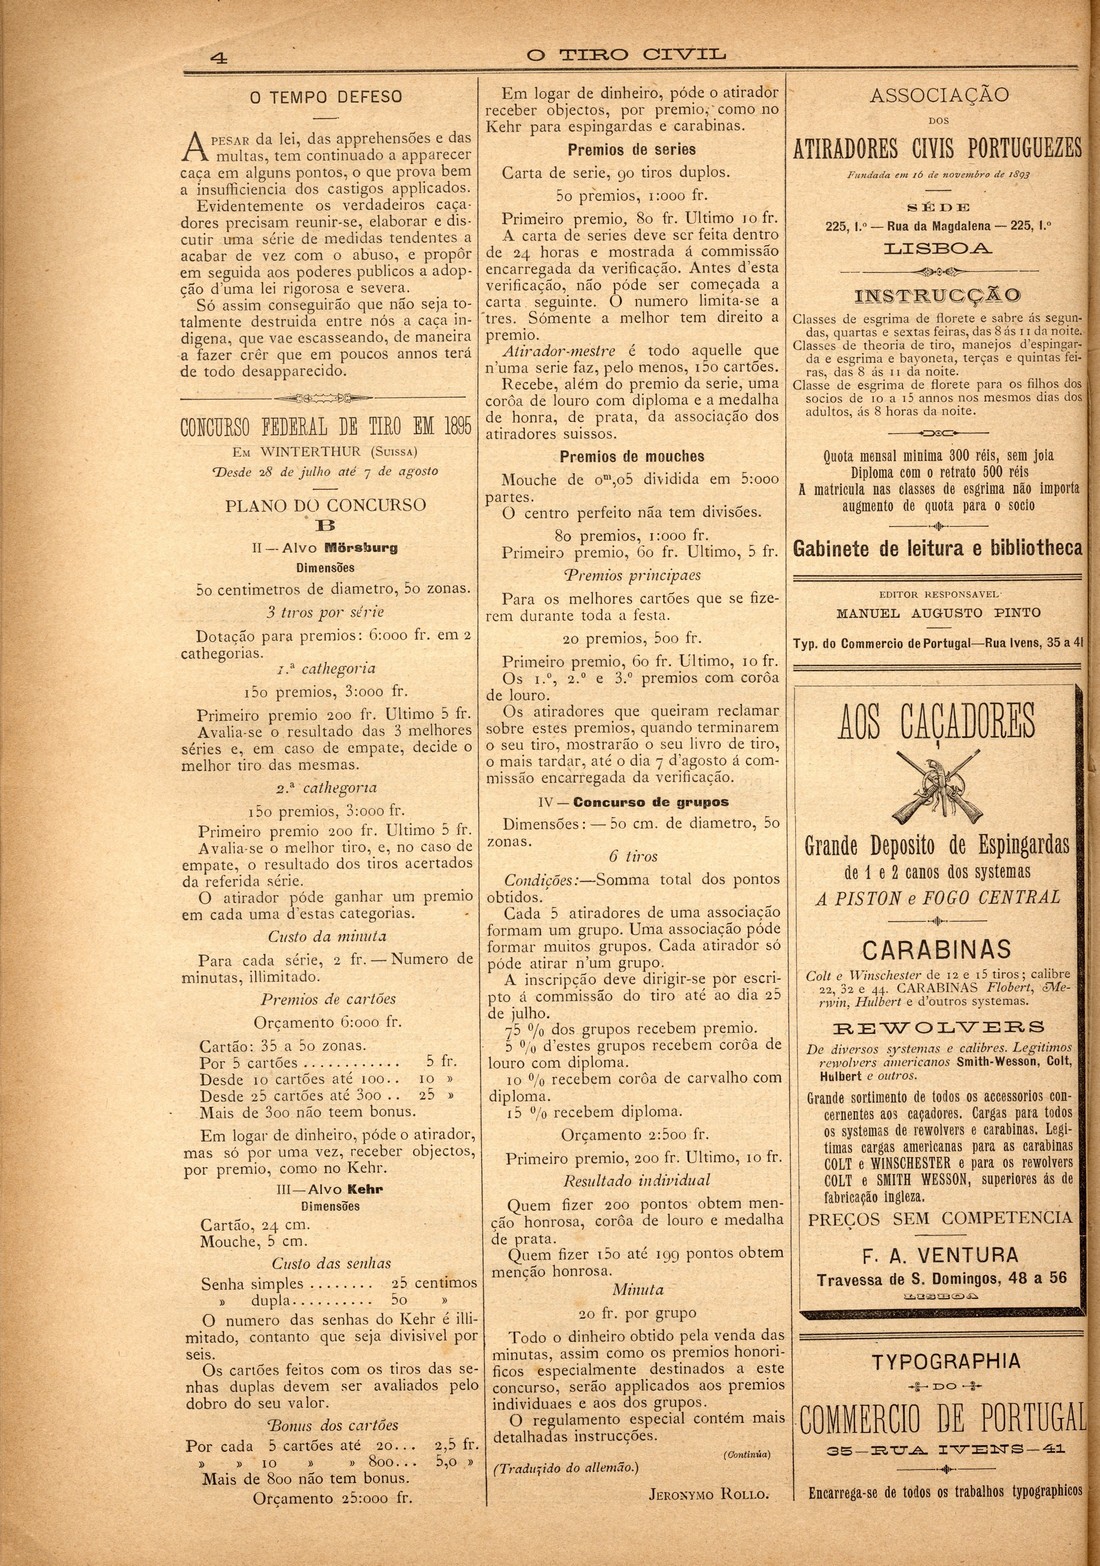 4
O TIRO CIVIL
O TEMPO DEFESO
APESAR da lei, das apprehensões e das
multas, tem continuado a apparecer
caça em alguns pontos, o que prova bem
a insufficiencia dos castigos applicados.
Evidentemente os verdadeiros caça-
dores precisam reunir-se, elaborar e dis-
cutir uma série de medidas tendentes a
acabar de vez com o abuso, e propôr
em seguida aos poderes publicos a adop-
ção d'uma lei rigorosa e severa.
Só assim conseguirão que não seja to-
talmente destruida entre nós a caça in-
digena, que vae escasseando, de maneira
a fazer crêr que em poucos annos terá
de todo desapparecido.
CONCURSO FEDERAL DE TIRO EM 1895
EM WINTERTHUR (SUISSA)
Desde 28 de julho até 7 de agosto
PLANO DO CONCURSO
B
II — Alvo Mörsburg
Dimensões
50 centimetros de diametro, 50 zonas.
3 tiros por série
Dotação para premios: 6:000 fr. em 2
cathegorias.
1.ª cathegoria
150 premios, 3:000 fr.
Primeiro premio 200 fr. Ultimo 5 fr.
Avalia-se o resultado das 3 melhores
séries e, em caso de empate, decide o
melhor tiro das mesmas.
2.ª cathegoria
150 premios, 3:000 fr.
Primeiro premio 200 fr. Ultimo 5 fr.
Avalia-se o melhor tiro, e, no caso de
empate, o resultado dos tiros acertados
da referida série.
O atirador póde ganhar um premio
em cada uma d'estas categorias.
Custo da minuta
Para cada série, 2 fr. — Numero de
minutas, illimitado.
Premios de cartões
Orçamento 6:000 fr.
Cartão: 35 a 50 zonas.
Por 5 cartões ............ 5 fr.
Desde 10 cartões até 100.. 10 »
Desde 25 cartões até 300 .. 25 »
Mais de 300 não teem bonus.
Em logar de dinheiro, póde o atirador,
mas só por uma vez, receber objectos,
por premio, como no Kehr.
III—Alvo Kehr
Dimensões
Cartão, 24 cm.
Mouche, 5 cm.
Custo das senhas
Senha simples ........ 25 centimos
» dupla.......... 50 »
O numero das senhas do Kehr é illi-
mitado, contanto que seja divisivel por
seis.
Os cartões feitos com os tiros das se-
nhas duplas devem ser avaliados pelo
dobro do seu valor.
Bonus dos cartões
Por cada 5 cartões até 20... 2,5 fr.
» » 10 » » 800... 5,0 »
Mais de 800 não tem bonus.
Orçamento 25:000 fr.
Em logar de dinheiro, póde o atirador
receber objectos, por premio, como no
Kehr para espingardas e carabinas.
Premios de series
Carta de serie, 90 tiros duplos.
50 premios, 1:000 fr.
Primeiro premio, 80 fr. Ultimo 10 fr.
A carta de series deve ser feita dentro
de 24 horas e mostrada á commissão
encarregada da verificação. Antes d'esta
verificação, não póde ser começada a
carta seguinte. O numero limita-se a
tres. Sómente a melhor tem direito a
premio.
Atirador-mestre é todo aquelle que
n'uma serie faz, pelo menos, 150 cartões.
Recebe, além do premio da serie, uma
corôa de louro com diploma e a medalha
de honra, de prata, da associação dos
atiradores suissos.
Premios de mouches
Mouche de 0ᵐ,05 dividida em 5:000
partes.
O centro perfeito nãa tem divisões.
80 premios, 1:000 fr.
Primeiro premio, 60 fr. Ultimo, 5 fr.
Premios principaes
Para os melhores cartões que se fize-
rem durante toda a festa.
20 premios, 500 fr.
Primeiro premio, 60 fr. Ultimo, 10 fr.
Os 1.º, 2.º e 3.º premios com corôa
de louro.
Os atiradores que queiram reclamar
sobre estes premios, quando terminarem
o seu tiro, mostrarão o seu livro de tiro,
o mais tardar, até o dia 7 d'agosto á com-
missão encarregada da verificação.
IV — Concurso de grupos
Dimensões: — 50 cm. de diametro, 50
zonas.
6 tiros
Condições:—Somma total dos pontos
obtidos.
Cada 5 atiradores de uma associação
formam um grupo. Uma associação póde
formar muitos grupos. Cada atirador só
póde atirar n'um grupo.
A inscripção deve dirigir-se por escri-
pto á commissão do tiro até ao dia 25
de julho.
75 % dos grupos recebem premio.
5 % d'estes grupos recebem corôa de
louro com diploma.
10 % recebem corôa de carvalho com
diploma.
15 % recebem diploma.
Orçamento 2:500 fr.
Primeiro premio, 200 fr. Ultimo, 10 fr.
Resultado individual
Quem fizer 200 pontos obtem men-
ção honrosa, corôa de louro e medalha
de prata.
Quem fizer 150 até 199 pontos obtem
menção honrosa.
Minuta
20 fr. por grupo
Todo o dinheiro obtido pela venda das
minutas, assim como os premios honori-
ficos especialmente destinados a este
concurso, serão applicados aos premios
individuaes e aos dos grupos.
O regulamento especial contém mais
detalhadas instrucções.
(Continúa)
(Traduzido do allemão.)
JERONYMO ROLLO.
ASSOCIAÇÃO
DOS
ATIRADORES CIVIS PORTUGUEZES
Fundada em 16 de novembro de 1893
SÉDE
225, 1.º — Rua da Magdalena — 225, 1.º
LISBOA
INSTRUCÇÃO
Classes de esgrima de florete e sabre ás segun-
das, quartas e sextas feiras, das 8 ás 11 da noite.
Classes de theoria de tiro, manejos d'espingar-
da e esgrima e bayoneta, terças e quintas fei-
ras, das 8 ás 11 da noite.
Classe de esgrima de florete para os filhos dos
socios de 10 a 15 annos nos mesmos dias dos
adultos, ás 8 horas da noite.
Quota mensal minima 300 réis, sem joia
Diploma com o retrato 500 réis
A matricula nas classes de esgrima não importa
augmento de quota para o socio
Gabinete de leitura e bibliotheca
EDITOR RESPONSAVEL
MANUEL AUGUSTO PINTO
Typ. do Commercio de Portugal—Rua Ivens, 35 a 41
AOS CAÇADORES
Grande Deposito de Espingardas
de 1 e 2 canos dos systemas
A PISTON e FOGO CENTRAL
CARABINAS
Colt e Winschester de 12 e 15 tiros; calibre
22, 32 e 44. CARABINAS Flobert, Me-
rwin, Hulbert e d'outros systemas.
REWOLVERS
De diversos systemas e calibres. Legitimos
rewolvers americanos Smith-Wesson, Colt,
Hulbert e outros.
Grande sortimento de todos os accessorios con-
cernentes aos caçadores. Cargas para todos
os systemas de rewolvers e carabinas. Legi-
timas cargas americanas para as carabinas
COLT e WINSCHESTER e para os rewolvers
COLT e SMITH WESSON, superiores ás de
fabricação ingleza.
PREÇOS SEM COMPETENCIA
F. A. VENTURA
Travessa de S. Domingos, 48 a 56
LISBOA
TYPOGRAPHIA
DO
COMMERCIO DE PORTUGAL
35—RUA IVENS—41
Encarrega-se de todos os trabalhos typographicos